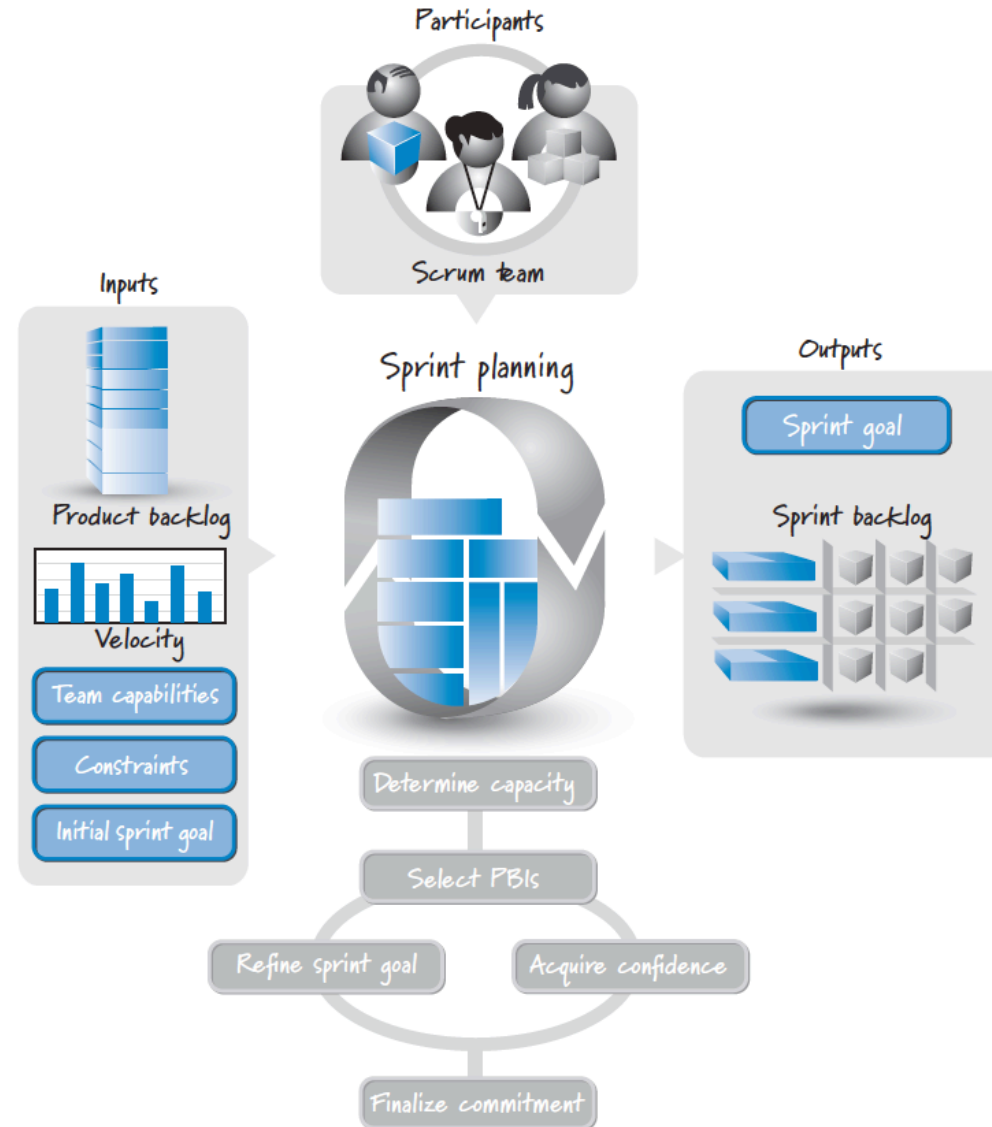 Participants
Scrum team
Inputs
Product backlog
Velocity
Team capabilities
Constraints
Initial sprint goal
Sprint planning
Outputs
Sprint goal
Sprint backlog
Determine capacity
Select PBIs
Refine sprint goal
Acquire confidence
Finalize commitment